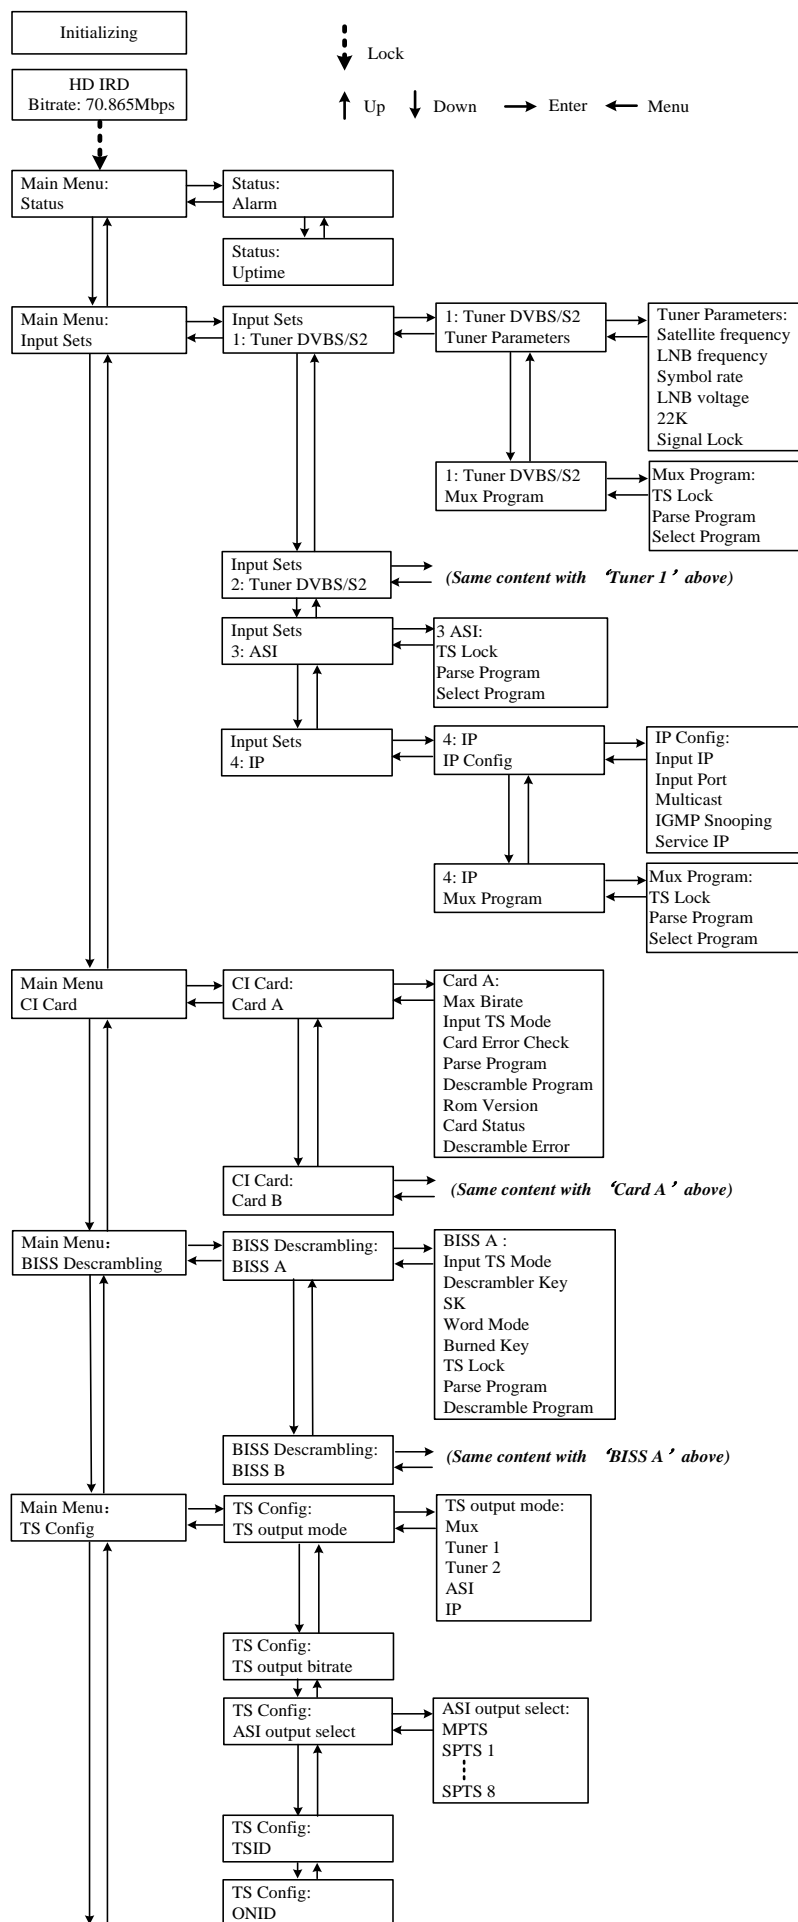 Initializing
Lock
HD IRD
Bitrate: 70.865Mbps
Up
Down
Enter
Menu
Main Menu:
Status
Status:
Alarm
Status:
Uptime
Main Menu:
Input Sets
Input Sets
1: Tuner DVBS/S2
1: Tuner DVBS/S2
Tuner Parameters
Tuner Parameters:
Satellite frequency
LNB frequency
Symbol rate
LNB voltage
22K
Signal Lock
1: Tuner DVBS/S2
Mux Program
Mux Program:
TS Lock
Parse Program
Select Program
Input Sets
2: Tuner DVBS/S2
(Same content with ‘Tuner 1’ above)
Input Sets
3: ASI
3 ASI:
TS Lock
Parse Program
Select Program
Input Sets
4: IP
4: IP
IP Config
IP Config:
Input IP
Input Port
Multicast
IGMP Snooping
Service IP
4: IP
Mux Program
Mux Program:
TS Lock
Parse Program
Select Program
Main Menu
CI Card
CI Card:
Card A
Card A:
Max Birate
Input TS Mode
Card Error Check
Parse Program
Descramble Program
Rom Version
Card Status
Descramble Error
CI Card:
Card B
(Same content with ‘Card A’ above)
Main Menu：
BISS Descrambling
BISS Descrambling:
BISS A
BISS A :
Input TS Mode
Descrambler Key
SK
Word Mode
Burned Key
TS Lock
Parse Program
Descramble Program
BISS Descrambling:
BISS B
(Same content with ‘BISS A’ above)
Main Menu：
TS Config
TS Config:
TS output mode
TS output mode:
Mux
Tuner 1
Tuner 2
ASI
IP
TS Config:
TS output bitrate
TS Config:
ASI output select
ASI output select:
MPTS
SPTS 1
SPTS 8
TS Config:
TSID
TS Config:
ONID